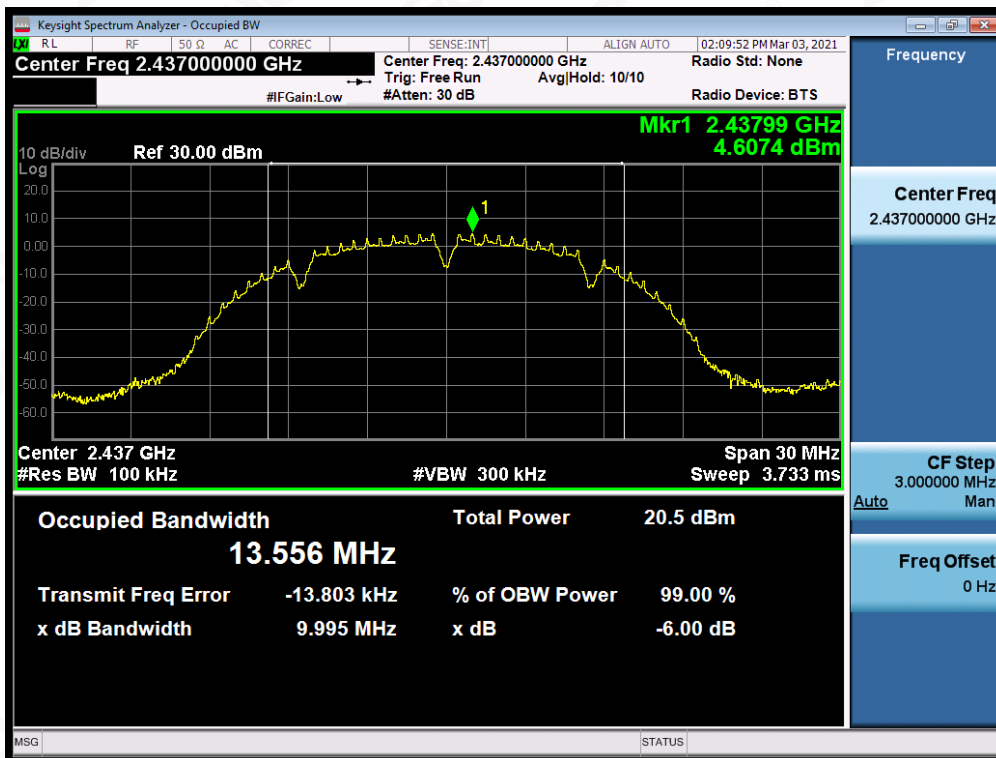 Keysight Spectrum Analyzer - Occupied BW
LXI RL RF 50 Ω AC CORREC SENSE:INT ALIGN AUTO 02:09:52 PM Mar 03, 2021
Center Freq 2.437000000 GHz
Center Freq: 2.437000000 GHz Radio Std: None
Trig: Free Run Avg|Hold: 10/10
#IFGain:Low #Atten: 30 dB Radio Device: BTS
Mkr1 2.43799 GHz
4.6074 dBm
10 dB/div Ref 30.00 dBm
Log
20.0
10.0
0.00
-10.0
-20.0
-30.0
-40.0
-50.0
-60.0
1
Center 2.437 GHz Span 30 MHz
#Res BW 100 kHz #VBW 300 kHz Sweep 3.733 ms
Occupied Bandwidth Total Power 20.5 dBm
13.556 MHz
Transmit Freq Error -13.803 kHz % of OBW Power 99.00 %
x dB Bandwidth 9.995 MHz x dB -6.00 dB
Frequency
Center Freq
2.437000000 GHz
CF Step
3.000000 MHz
Auto Man
Freq Offset
0 Hz
MSG STATUS